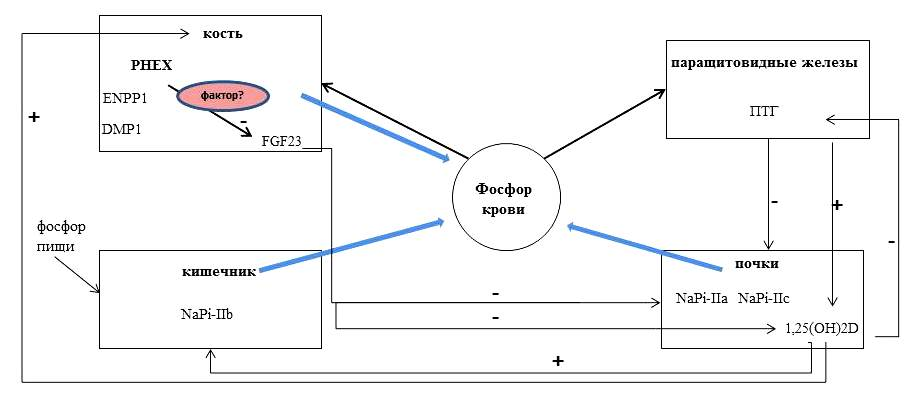 кость
PHEX
фактор?
ENPP1
DMP1
-
FGF23
+
паращитовидные железы
ПТГ
-
+
-
Фосфор
крови
фосфор
пищи
кишечник
NaPi-IIb
почки
NaPi-IIa NaPi-IIc
1,25(OH)2D
-
-
+